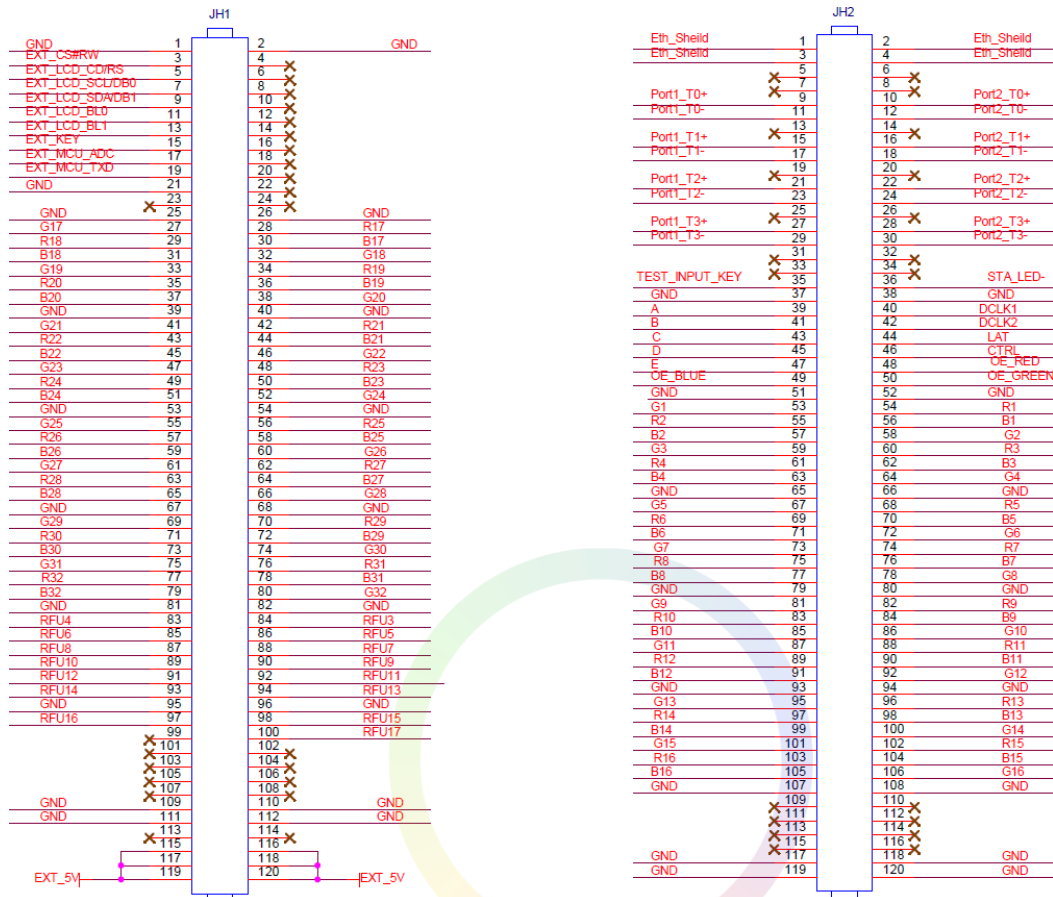 JH1
GND 1 2 GND
EXT_CS#RW 3 4
EXT_LCD_CD/RS 5 6
EXT_LCD_SCL/DB0 7 8
EXT_LCD_SDA/DB1 9 10
EXT_LCD_BL0 11 12
EXT_LCD_BL1 13 14
EXT_KEY 15 16
EXT_MCU_ADC 17 18
EXT_MCU_TXD 19 20
GND 21 22
23 24
GND 25 26 GND
G17 27 28 R17
R18 29 30 B17
B18 31 32 G18
G19 33 34 R19
R20 35 36 B19
B20 37 38 G20
GND 39 40 GND
G21 41 42 R21
R22 43 44 B21
B22 45 46 G22
G23 47 48 R23
R24 49 50 B23
B24 51 52 G24
GND 53 54 GND
G25 55 56 R25
R26 57 58 B25
B26 59 60 G26
G27 61 62 R27
R28 63 64 B27
B28 65 66 G28
GND 67 68 GND
G29 69 70 R29
R30 71 72 B29
B30 73 74 G30
G31 75 76 R31
R32 77 78 B31
B32 79 80 G32
GND 81 82 GND
RFU4 83 84 RFU3
RFU6 85 86 RFU5
RFU8 87 88 RFU7
RFU10 89 90 RFU9
RFU12 91 92 RFU11
RFU14 93 94 RFU13
GND 95 96 GND
RFU16 97 98 RFU15
99 100 RFU17
101 102
103 104
105 106
107 108
GND 109 110 GND
GND 111 112 GND
113 114
115 116
117 118
EXT_5V 119 120 EXT_5V
JH2
Eth_Sheild 1 2 Eth_Sheild
Eth_Sheild 3 4 Eth_Sheild
5 6
7 8
Port1_T0+ 9 10 Port2_T0+
Port1_T0- 11 12 Port2_T0-
13 14
Port1_T1+ 15 16 Port2_T1+
Port1_T1- 17 18 Port2_T1-
19 20
Port1_T2+ 21 22 Port2_T2+
Port1_T2- 23 24 Port2_T2-
25 26
Port1_T3+ 27 28 Port2_T3+
Port1_T3- 29 30 Port2_T3-
31 32
33 34
TEST_INPUT_KEY 35 36 STA_LED-
GND 37 38 GND
A 39 40 DCLK1
B 41 42 DCLK2
C 43 44 LAT
D 45 46 CTRL
E 47 48 OE_RED
OE_BLUE 49 50 OE_GREEN
GND 51 52 GND
G1 53 54 R1
R2 55 56 B1
B2 57 58 G2
G3 59 60 R3
R4 61 62 B3
B4 63 64 G4
GND 65 66 GND
G5 67 68 R5
R6 69 70 B5
B6 71 72 G6
G7 73 74 R7
R8 75 76 B7
B8 77 78 G8
GND 79 80 GND
G9 81 82 R9
R10 83 84 B9
B10 85 86 G10
G11 87 88 R11
R12 89 90 B11
B12 91 92 G12
GND 93 94 GND
G13 95 96 R13
R14 97 98 B13
B14 99 100 G14
G15 101 102 R15
R16 103 104 B15
B16 105 106 G16
GND 107 108 GND
109 110
111 112
113 114
115 116
GND 117 118 GND
GND 119 120 GND